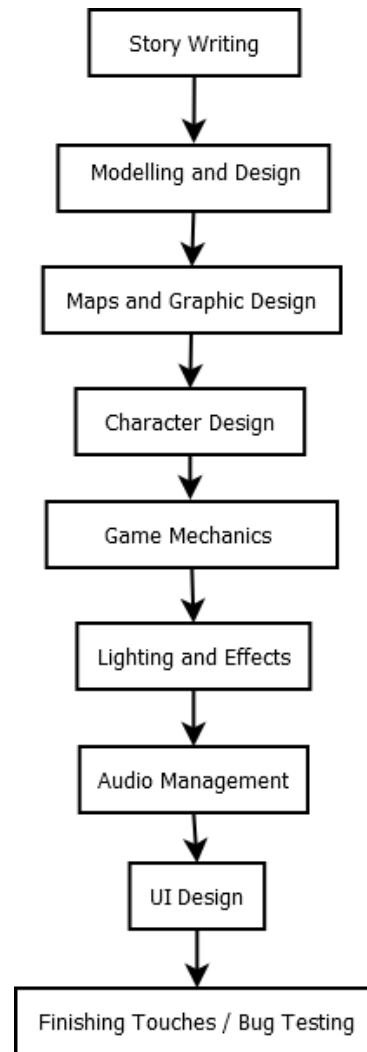 Story Writing
Modelling and Design
Maps and Graphic Design
Character Design
Game Mechanics
Lighting and Effects
Audio Management
UI Design
Finishing Touches / Bug Testing